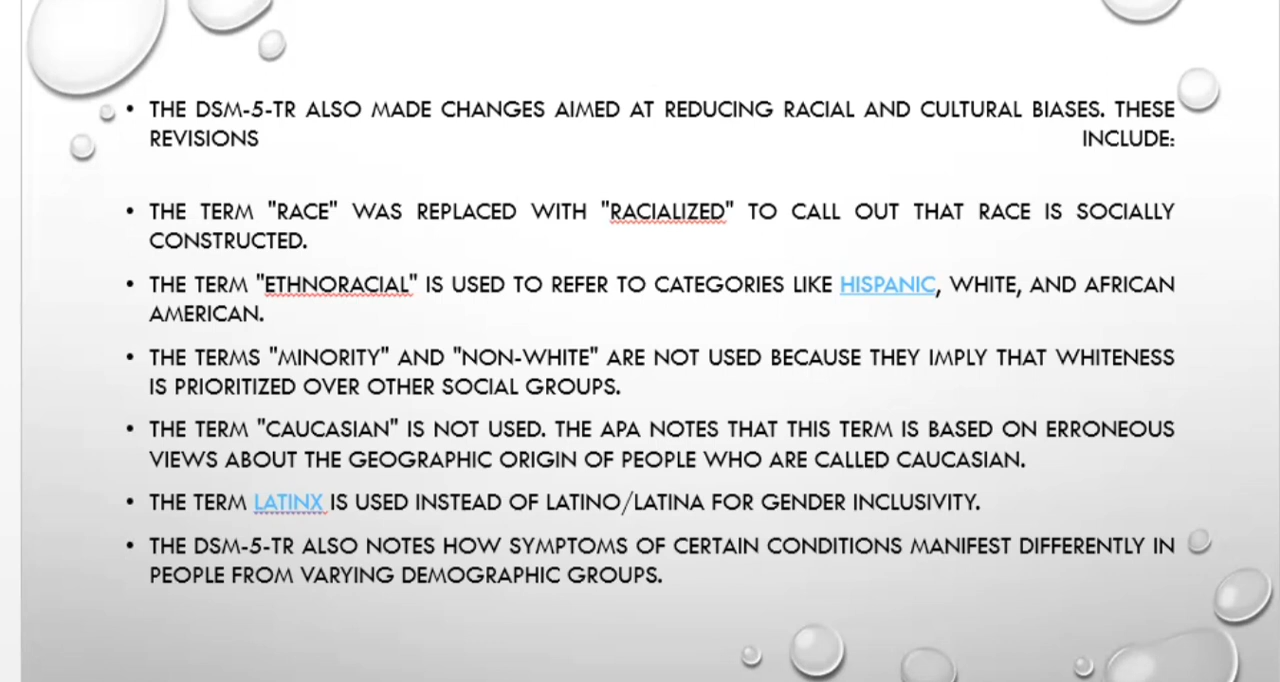 • THE DSM-5-TR ALSO MADE CHANGES AIMED AT REDUCING RACIAL AND CULTURAL BIASES. THESE
REVISIONS INCLUDE:
• THE TERM "RACE" WAS REPLACED WITH "RACIALIZED" TO CALL OUT THAT RACE IS SOCIALLY
CONSTRUCTED.
• THE TERM "ETHNORACIAL" IS USED TO REFER TO CATEGORIES LIKE HISPANIC, WHITE, AND AFRICAN
AMERICAN.
• THE TERMS "MINORITY" AND "NON-WHITE" ARE NOT USED BECAUSE THEY IMPLY THAT WHITENESS
IS PRIORITIZED OVER OTHER SOCIAL GROUPS.
• THE TERM "CAUCASIAN" IS NOT USED. THE APA NOTES THAT THIS TERM IS BASED ON ERRONEOUS
VIEWS ABOUT THE GEOGRAPHIC ORIGIN OF PEOPLE WHO ARE CALLED CAUCASIAN.
• THE TERM LATINX IS USED INSTEAD OF LATINO/LATINA FOR GENDER INCLUSIVITY.
• THE DSM-5-TR ALSO NOTES HOW SYMPTOMS OF CERTAIN CONDITIONS MANIFEST DIFFERENTLY IN
PEOPLE FROM VARYING DEMOGRAPHIC GROUPS.